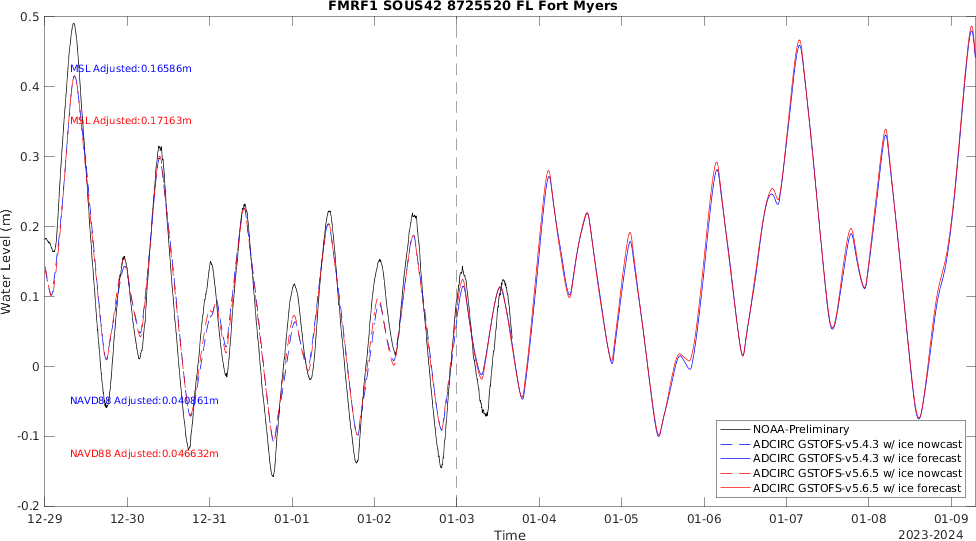 FMRF1 SOUS42 8725520 FL Fort Myers
0.5
0.4
0.3
0.2
0.1
0
-0.1
-0.2
Water Level (m)
MSL Adjusted:0.16586m
MSL Adjusted:0.17163m
NAVD88 Adjusted:0.040861m
NAVD88 Adjusted:0.046632m
NOAA-Preliminary
ADCIRC GSTOFS-v5.4.3 w/ ice nowcast
ADCIRC GSTOFS-v5.4.3 w/ ice forecast
ADCIRC GSTOFS-v5.6.5 w/ ice nowcast
ADCIRC GSTOFS-v5.6.5 w/ ice forecast
12-29 12-30 12-31 01-01 01-02 01-03 01-04 01-05 01-06 01-07 01-08 01-09
Time
2023-2024